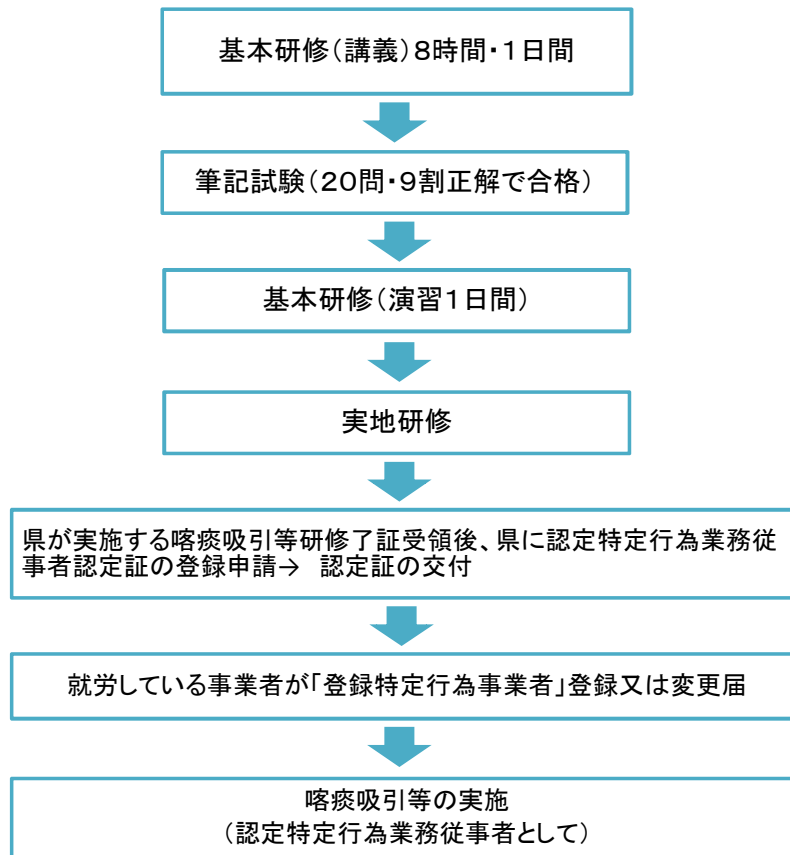 基本研修(講義)8時間・1日間
筆記試験(20問・9割正解で合格)
基本研修(演習1日間)
実地研修
県が実施する喀痰吸引等研修了証受領後、県に認定特定行為業務従
事者認定証の登録申請→　認定証の交付
就労している事業者が「登録特定行為事業者」登録又は変更届
喀痰吸引等の実施
(認定特定行為業務従事者として)